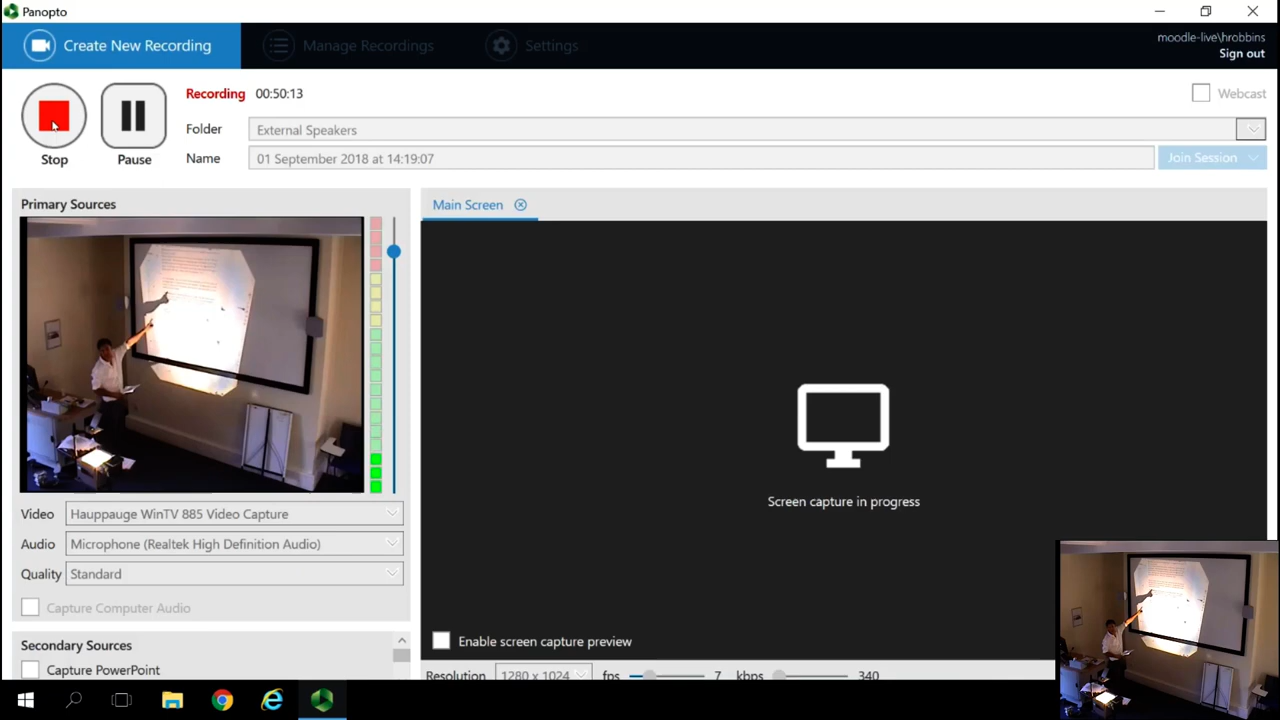 Panopto
Create New Recording
Manage Recordings
Settings
moodle-live\hrobbins
Sign out
Recording 00:50:13
Webcast
Folder External Speakers
Stop
Pause
Name 01 September 2018 at 14:19:07
Join Session
Primary Sources
Main Screen
Screen capture in progress
Video Hauppauge WinTV 885 Video Capture
Audio Microphone (Realtek High Definition Audio)
Quality Standard
Capture Computer Audio
Secondary Sources
Capture PowerPoint
Enable screen capture preview
Resolution 1280 x 1024 fps 7 kbps 340